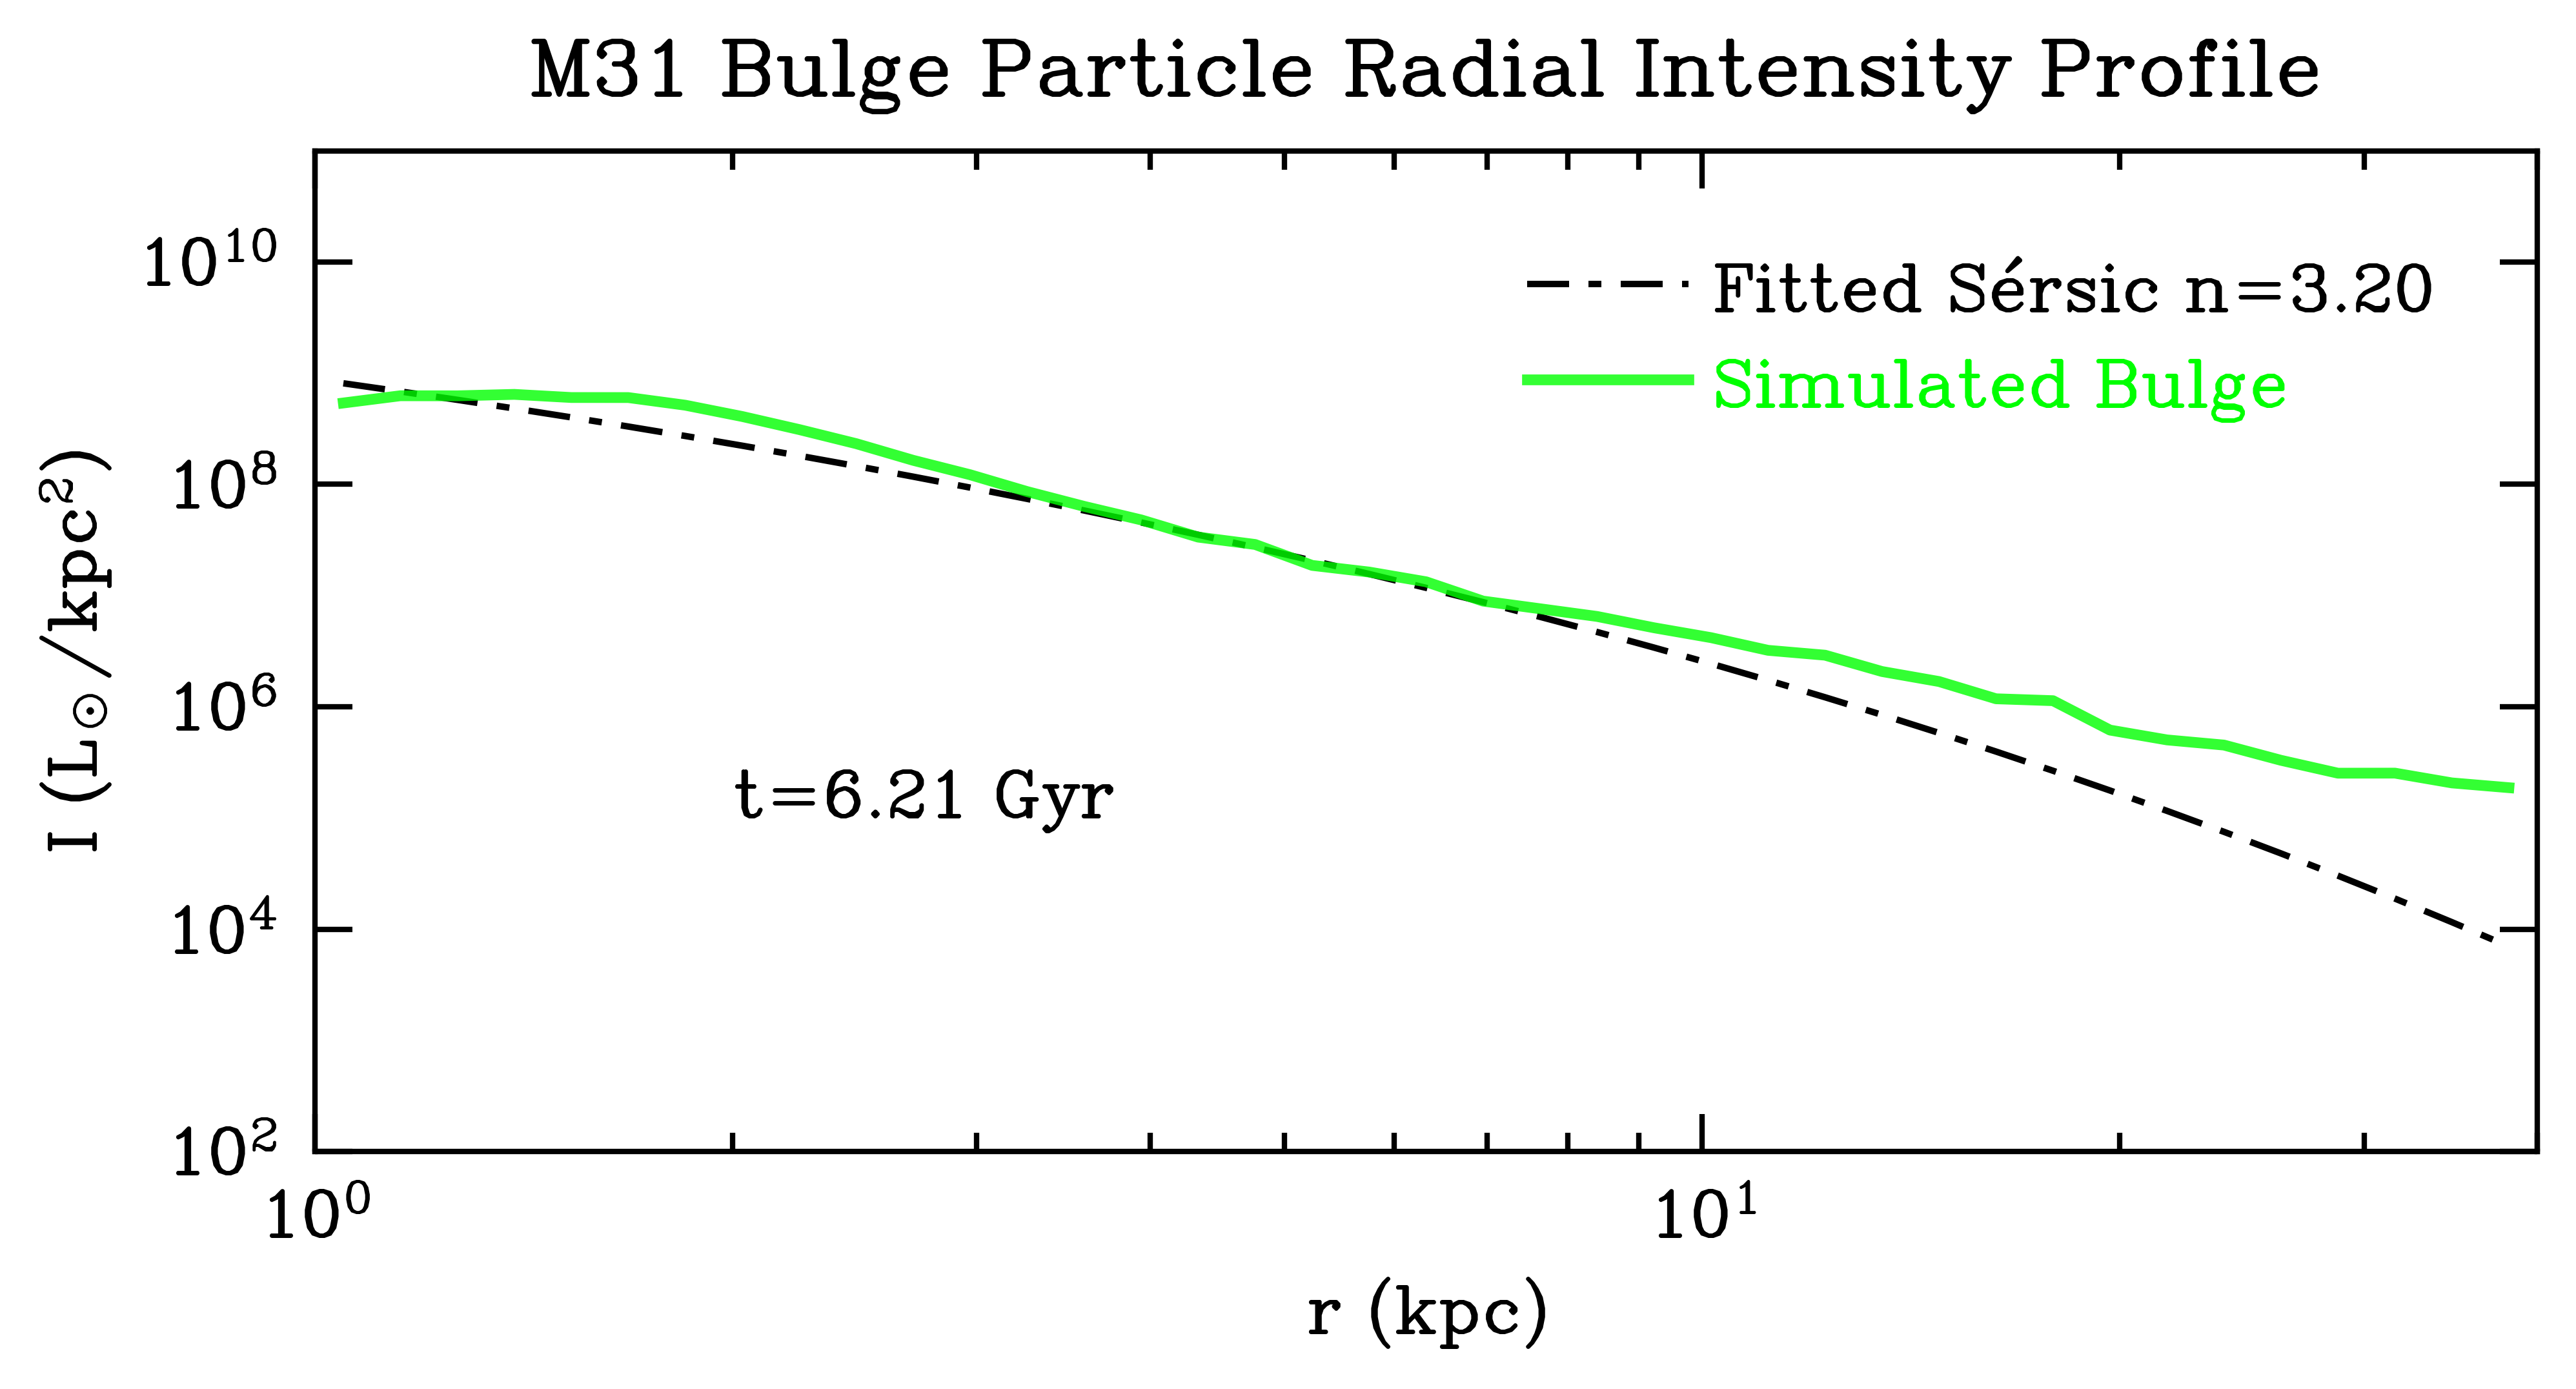 M31 Bulge Particle Radial Intensity Profile
10¹⁰
10⁸
10⁶
10⁴
10²
I (L⊙/kpc²)
Fitted Sérsic n=3.20
Simulated Bulge
t=6.21 Gyr
10⁰ 10¹
r (kpc)